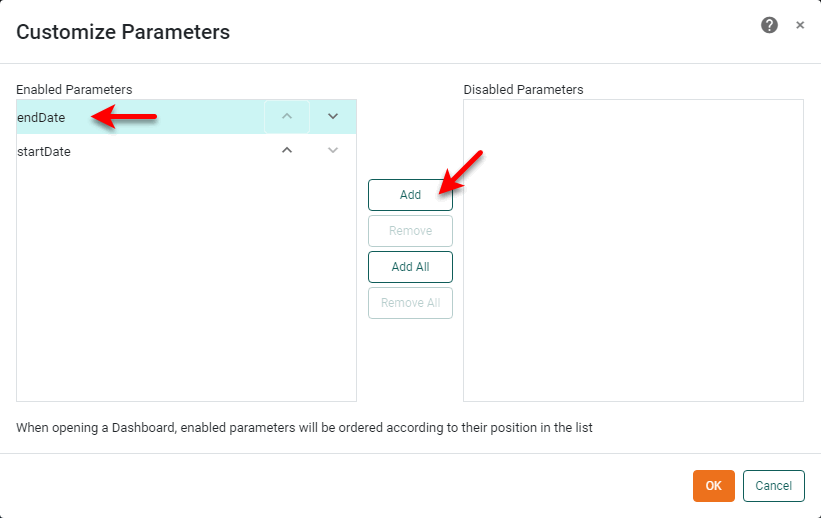 Customize Parameters
Enabled Parameters
Disabled Parameters
endDate
startDate
Add
Remove
Add All
Remove All
When opening a Dashboard, enabled parameters will be ordered according to their position in the list
OK
Cancel